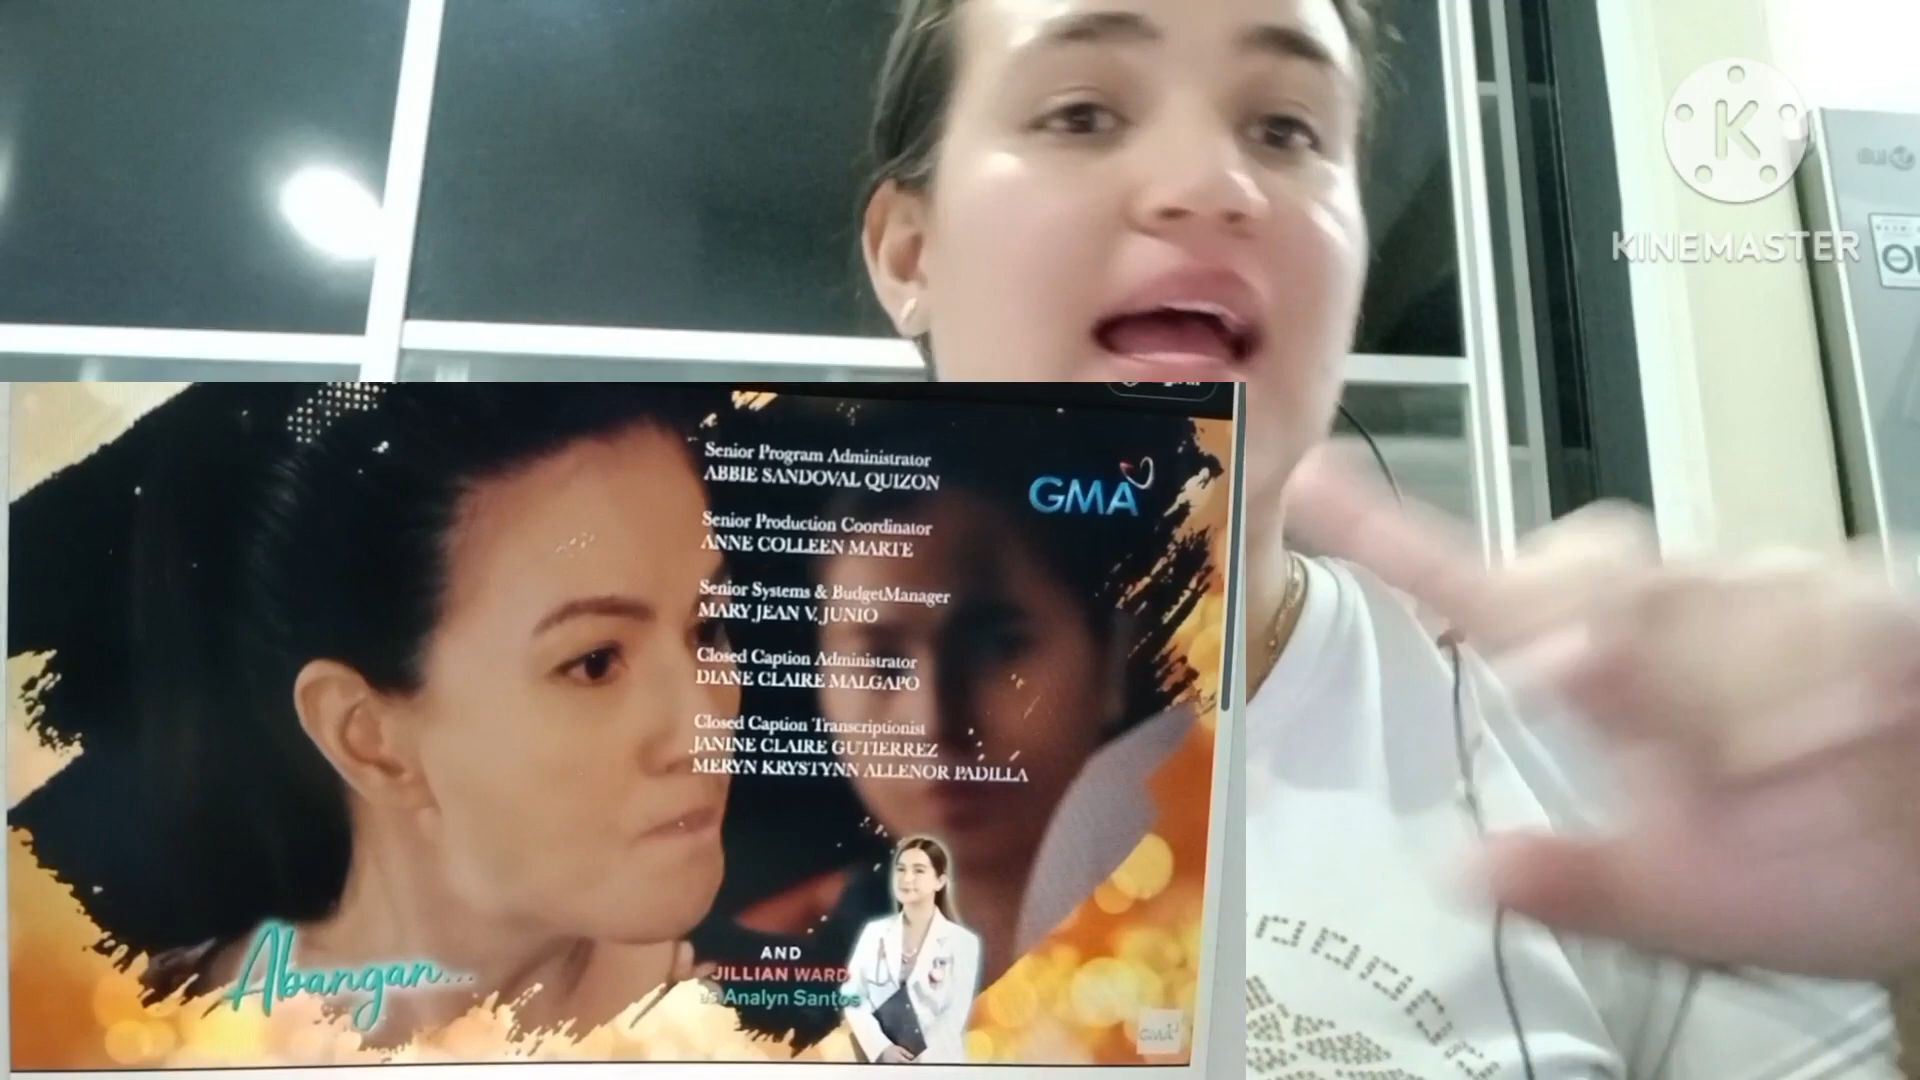 K
KINEMASTER
Senior Program Administrator
ABBIE SANDOVAL QUIZON
GMA
Senior Production Coordinator
ANNE COLLEEN MARTE
Senior Systems & BudgetManager
MARY JEAN V. JUNIO
Closed Caption Administrator
DIANE CLAIRE MALGAPO
Closed Caption Transcriptionist
JANINE CLAIRE GUTIERREZ
MERYN KRYSTYNN ALLENOR PADILLA
Abangan...
AND
JILLIAN WARD
as Analyn Santos
GMA